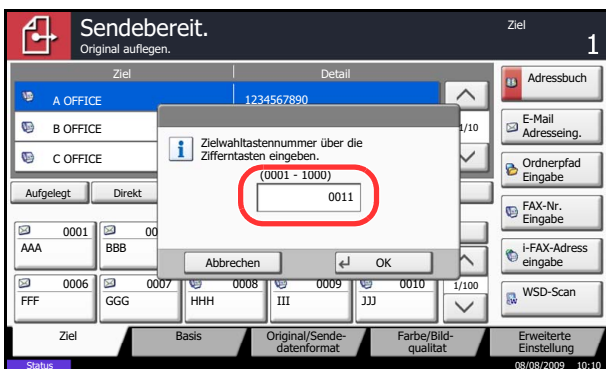 Sendebereit.
Original auflegen.
Ziel
1
Ziel
Detail
A OFFICE
1234567890
B OFFICE
C OFFICE
1/10
Zielwahltastennummer über die
Zifferntasten eingeben.
(0001 - 1000)
0011
Abbrechen
OK
Aufgelegt
Direkt
0001
AAA
00
BBB
0006
FFF
0007
GGG
0008
HHH
0009
III
0010
JJJ
1/100
Adressbuch
E-Mail
Adresseing.
Ordnerpfad
Eingabe
FAX-Nr.
Eingabe
i-FAX-Adress
eingabe
WSD-Scan
Ziel
Basis
Original/Sende-
datenformat
Farbe/Bild-
qualitat
Erweiterte
Einstellung
Status
08/08/2009 10:10